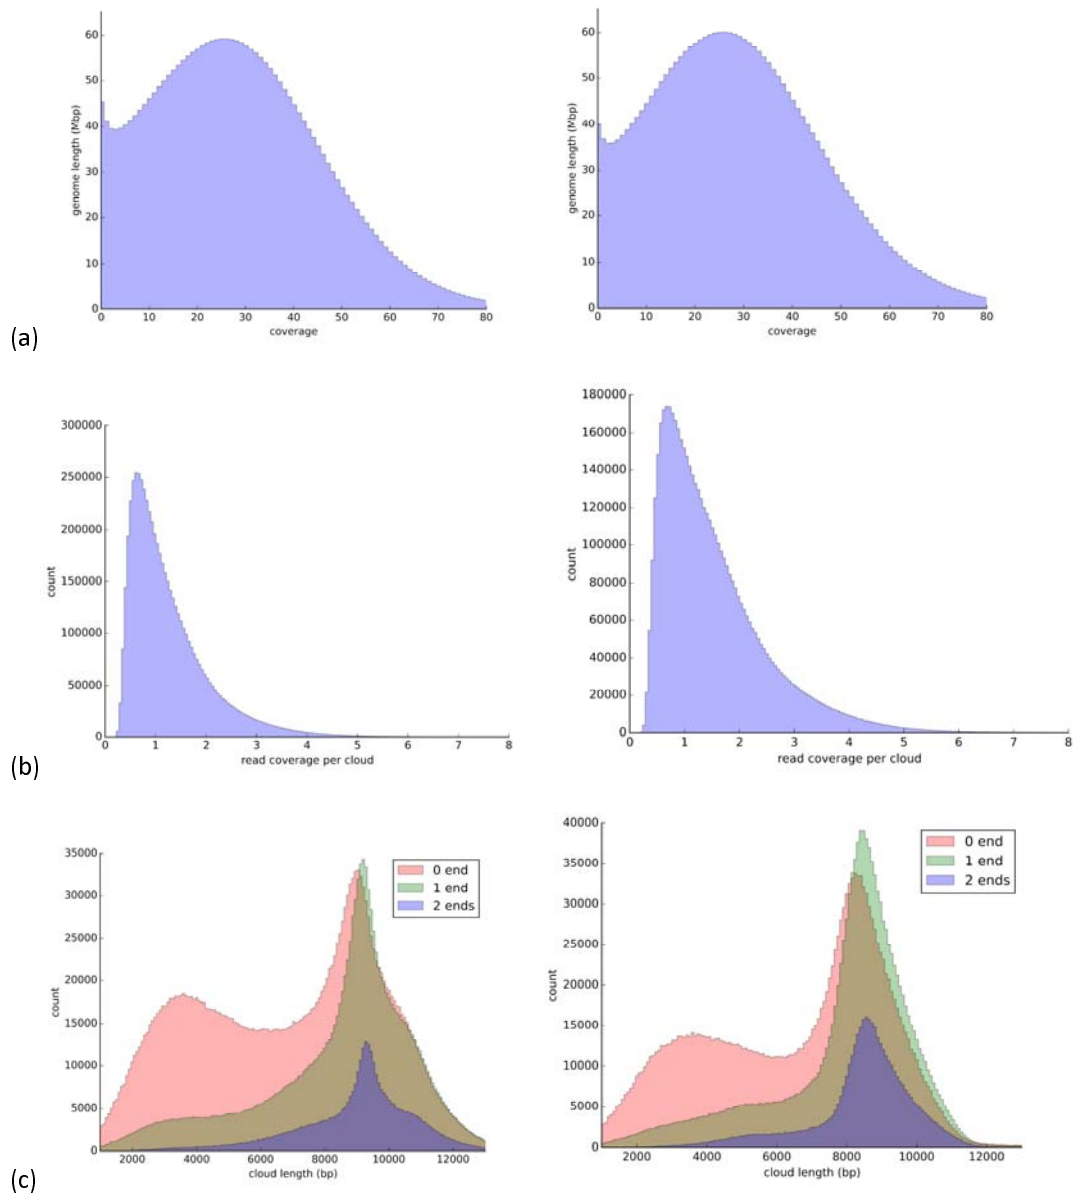 60
50
40
30
20
10
0
genome length (Mbp)
0 10 20 30 40 50 60 70 80
coverage
60
50
40
30
20
10
0
genome length (Mbp)
0 10 20 30 40 50 60 70 80
coverage
(a)
300000
250000
200000
150000
100000
50000
0
count
0 1 2 3 4 5 6 7 8
read coverage per cloud
180000
160000
140000
120000
100000
80000
60000
40000
20000
0
count
0 1 2 3 4 5 6 7 8
read coverage per cloud
(b)
35000
30000
25000
20000
15000
10000
5000
0
count
0 end
1 end
2 ends
2000 4000 6000 8000 10000 12000
cloud length (bp)
40000
35000
30000
25000
20000
15000
10000
5000
0
count
0 end
1 end
2 ends
2000 4000 6000 8000 10000 12000
cloud length (bp)
(c)